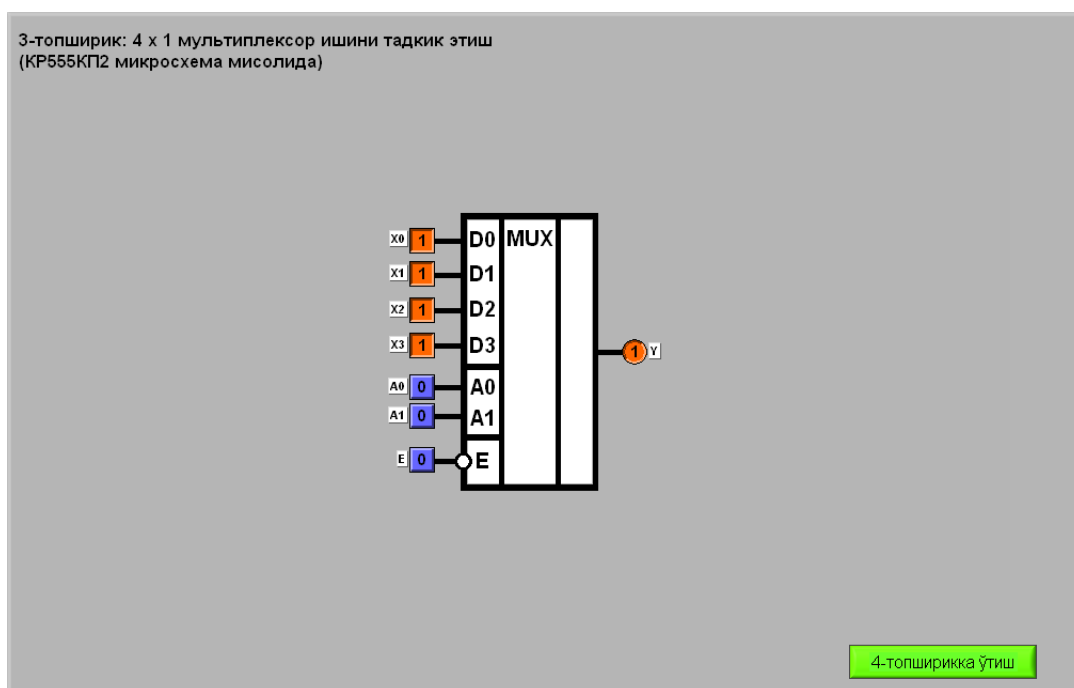 3-топширик: 4 x 1 мультиплексор ишини тадкик этиш
(КР555КП2 микросхема мисолида)
X0 1 D0 MUX
X1 1 D1
X2 1 D2
X3 1 D3
1 Y
A0 0 A0
A1 0 A1
E 0 E
4-топширикка ўтиш